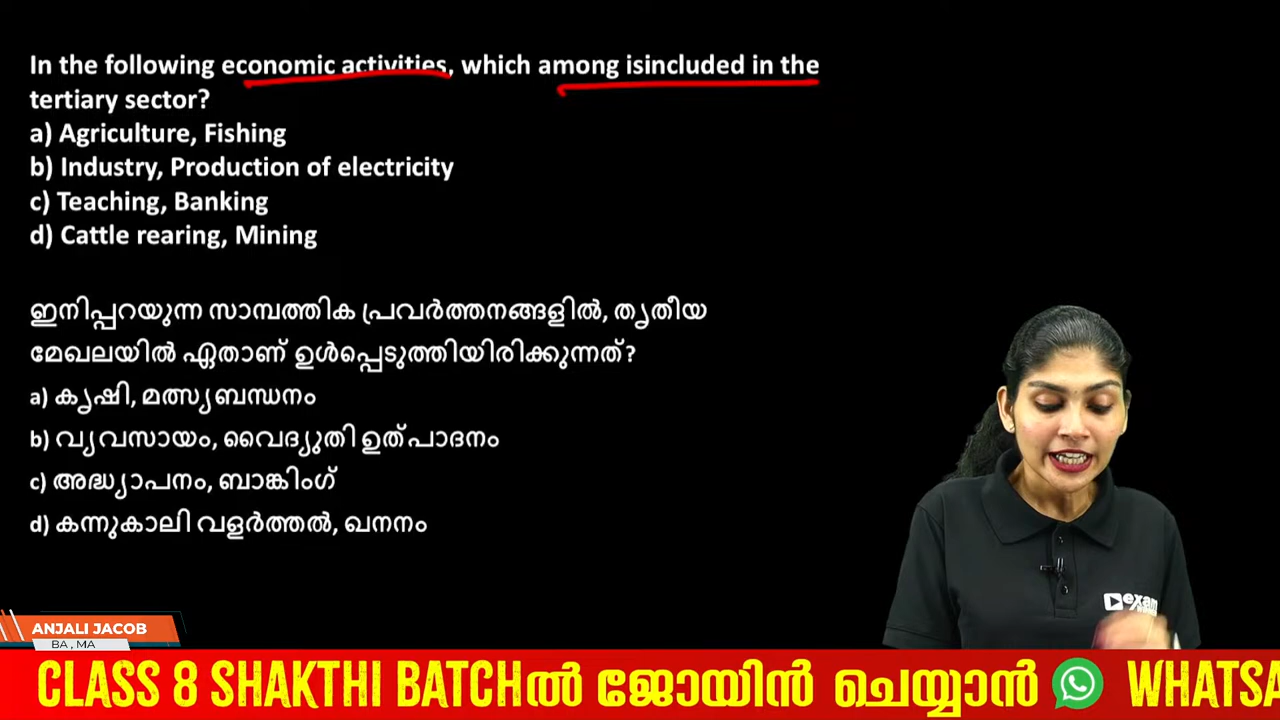 In the following economic activities, which among isincluded in the
tertiary sector?
a) Agriculture, Fishing
b) Industry, Production of electricity
c) Teaching, Banking
d) Cattle rearing, Mining
ഇനിപ്പറയുന്ന സാമ്പത്തിക പ്രവർത്തനങ്ങളിൽ, തൃതീയ
മേഖലയിൽ ഏതാണ് ഉൾപ്പെടുത്തിയിരിക്കുന്നത്?
a) കൃഷി, മത്സ്യബന്ധനം
b) വ്യവസായം, വൈദ്യുതി ഉത്പാദനം
c) അദ്ധ്യാപനം, ബാങ്കിംഗ്
d) കന്നുകാലി വളർത്തൽ, ഖനനം
exam
ANJALI JACOB
BA , MA
CLASS 8 SHAKTHI BATCHൽ ജോയിൻ ചെയ്യാൻ WHATSA